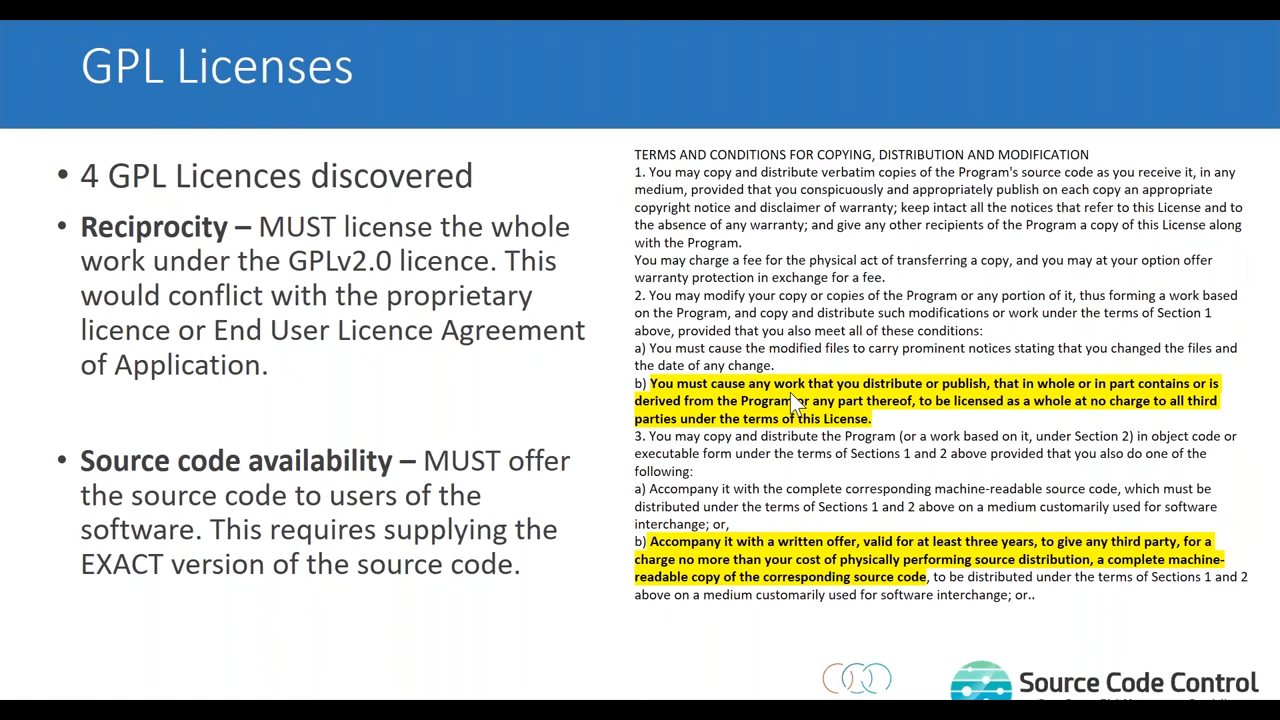 GPL Licenses
• 4 GPL Licences discovered
• Reciprocity – MUST license the whole
work under the GPLv2.0 licence. This
would conflict with the proprietary
licence or End User Licence Agreement
of Application.
• Source code availability – MUST offer
the source code to users of the
software. This requires supplying the
EXACT version of the source code.
TERMS AND CONDITIONS FOR COPYING, DISTRIBUTION AND MODIFICATION
1. You may copy and distribute verbatim copies of the Program's source code as you receive it, in any
medium, provided that you conspicuously and appropriately publish on each copy an appropriate
copyright notice and disclaimer of warranty; keep intact all the notices that refer to this License and to
the absence of any warranty; and give any other recipients of the Program a copy of this License along
with the Program.
You may charge a fee for the physical act of transferring a copy, and you may at your option offer
warranty protection in exchange for a fee.
2. You may modify your copy or copies of the Program or any portion of it, thus forming a work based
on the Program, and copy and distribute such modifications or work under the terms of Section 1
above, provided that you also meet all of these conditions:
a) You must cause the modified files to carry prominent notices stating that you changed the files and
the date of any change.
b) You must cause any work that you distribute or publish, that in whole or in part contains or is
derived from the Program or any part thereof, to be licensed as a whole at no charge to all third
parties under the terms of this License.
3. You may copy and distribute the Program (or a work based on it, under Section 2) in object code or
executable form under the terms of Sections 1 and 2 above provided that you also do one of the
following:
a) Accompany it with the complete corresponding machine-readable source code, which must be
distributed under the terms of Sections 1 and 2 above on a medium customarily used for software
interchange; or,
b) Accompany it with a written offer, valid for at least three years, to give any third party, for a
charge no more than your cost of physically performing source distribution, a complete machine-
readable copy of the corresponding source code, to be distributed under the terms of Sections 1 and 2
above on a medium customarily used for software interchange; or..
Source Code Control